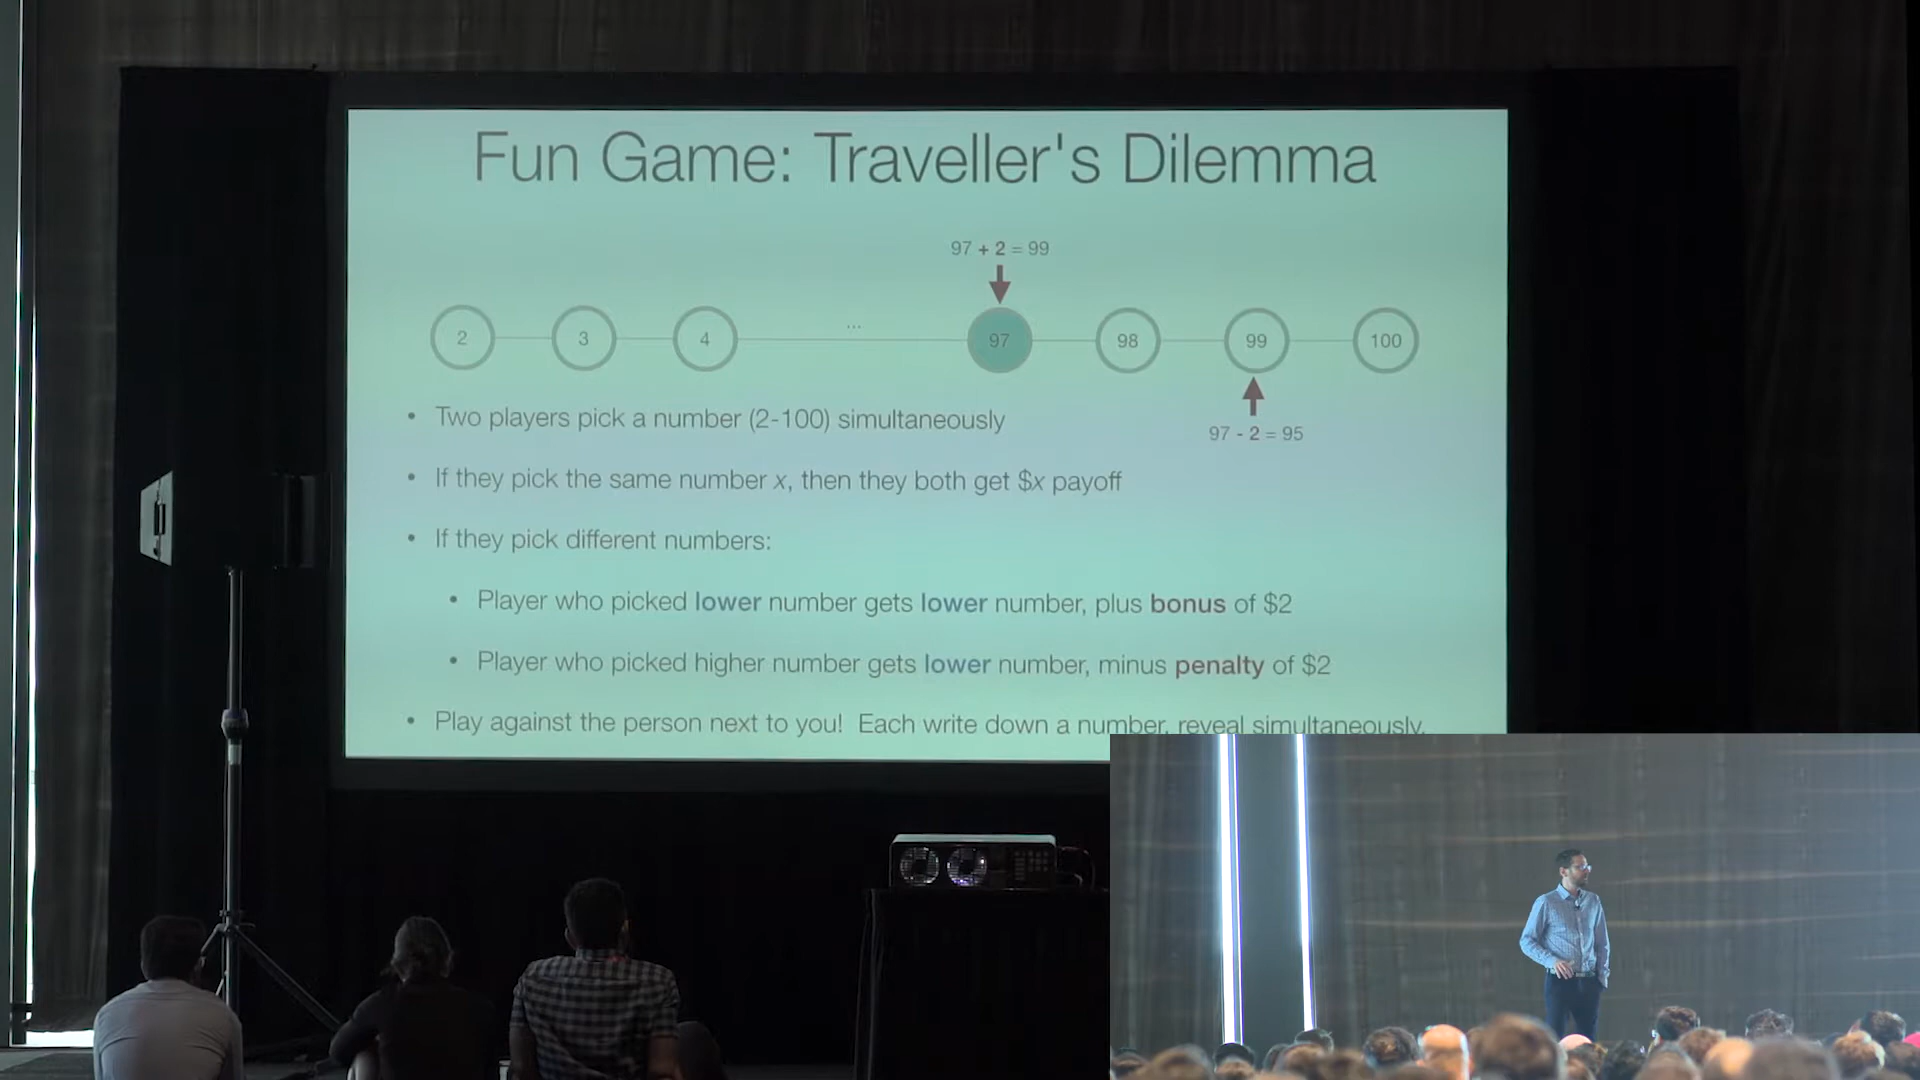 Fun Game: Traveller's Dilemma
97 + 2 = 99
2 3 4 ... 97 98 99 100
97 - 2 = 95
• Two players pick a number (2-100) simultaneously
• If they pick the same number x, then they both get $x payoff
• If they pick different numbers:
• Player who picked lower number gets lower number, plus bonus of $2
• Player who picked higher number gets lower number, minus penalty of $2
• Play against the person next to you! Each write down a number, reveal simultaneously.